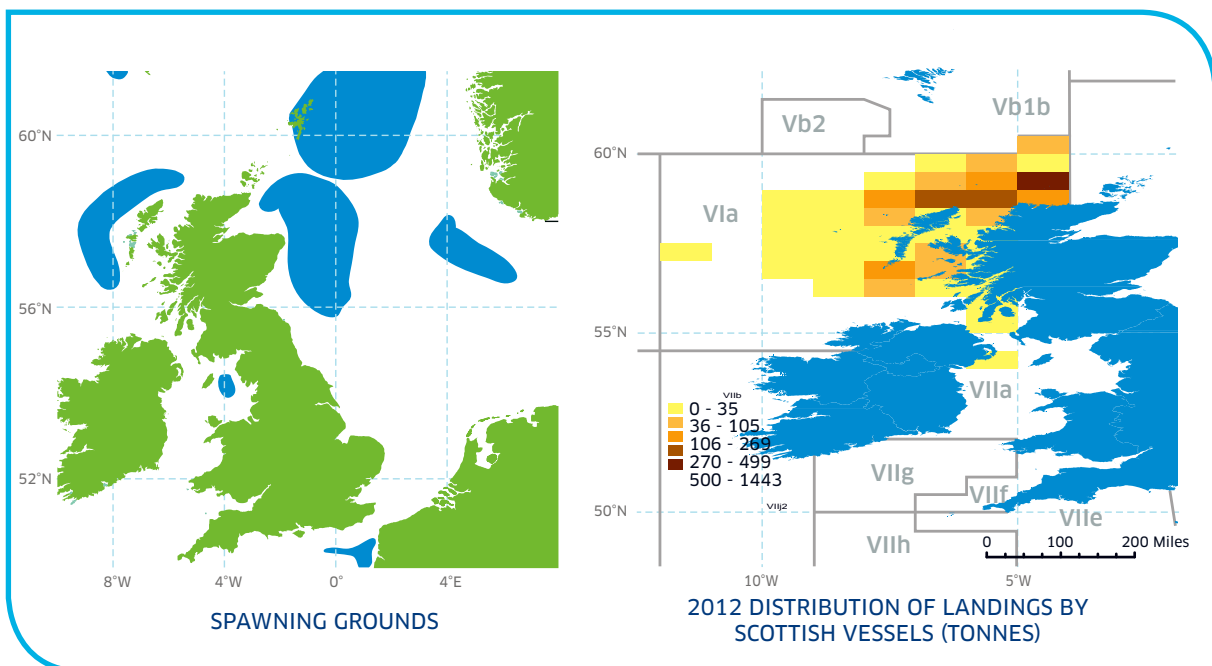 60°N
56°N
52°N
8°W
4°W
0°
4°E
SPAWNING GROUNDS
Vb2
Vb1b
60°N
VIa
55°N
VIIb
VIIa
0 - 35
36 - 105
106 - 269
270 - 499
500 - 1443
VIIg
VIIf
VIIj2
50°N
VIIe
VIIh
0 100 200 Miles
10°W
5°W
2012 DISTRIBUTION OF LANDINGS BY
SCOTTISH VESSELS (TONNES)